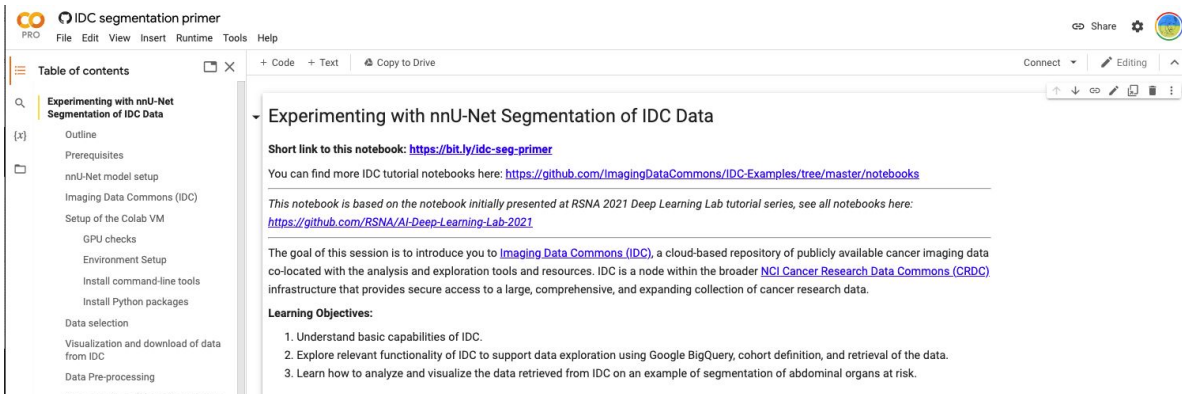 IDC segmentation primer
PRO
File Edit View Insert Runtime Tools Help
Share
Table of contents
+ Code + Text Copy to Drive
Connect Editing
Experimenting with nnU-Net
Segmentation of IDC Data
Outline
Prerequisites
nnU-Net model setup
Imaging Data Commons (IDC)
Setup of the Colab VM
GPU checks
Environment Setup
Install command-line tools
Install Python packages
Data selection
Visualization and download of data
from IDC
Data Pre-processing
{x}
Experimenting with nnU-Net Segmentation of IDC Data
Short link to this notebook: https://bit.ly/idc-seg-primer
You can find more IDC tutorial notebooks here: https://github.com/ImagingDataCommons/IDC-Examples/tree/master/notebooks
This notebook is based on the notebook initially presented at RSNA 2021 Deep Learning Lab tutorial series, see all notebooks here:
https://github.com/RSNA/AI-Deep-Learning-Lab-2021
The goal of this session is to introduce you to Imaging Data Commons (IDC), a cloud-based repository of publicly available cancer imaging data
co-located with the analysis and exploration tools and resources. IDC is a node within the broader NCI Cancer Research Data Commons (CRDC)
infrastructure that provides secure access to a large, comprehensive, and expanding collection of cancer research data.
Learning Objectives:
1. Understand basic capabilities of IDC.
2. Explore relevant functionality of IDC to support data exploration using Google BigQuery, cohort definition, and retrieval of the data.
3. Learn how to analyze and visualize the data retrieved from IDC on an example of segmentation of abdominal organs at risk.